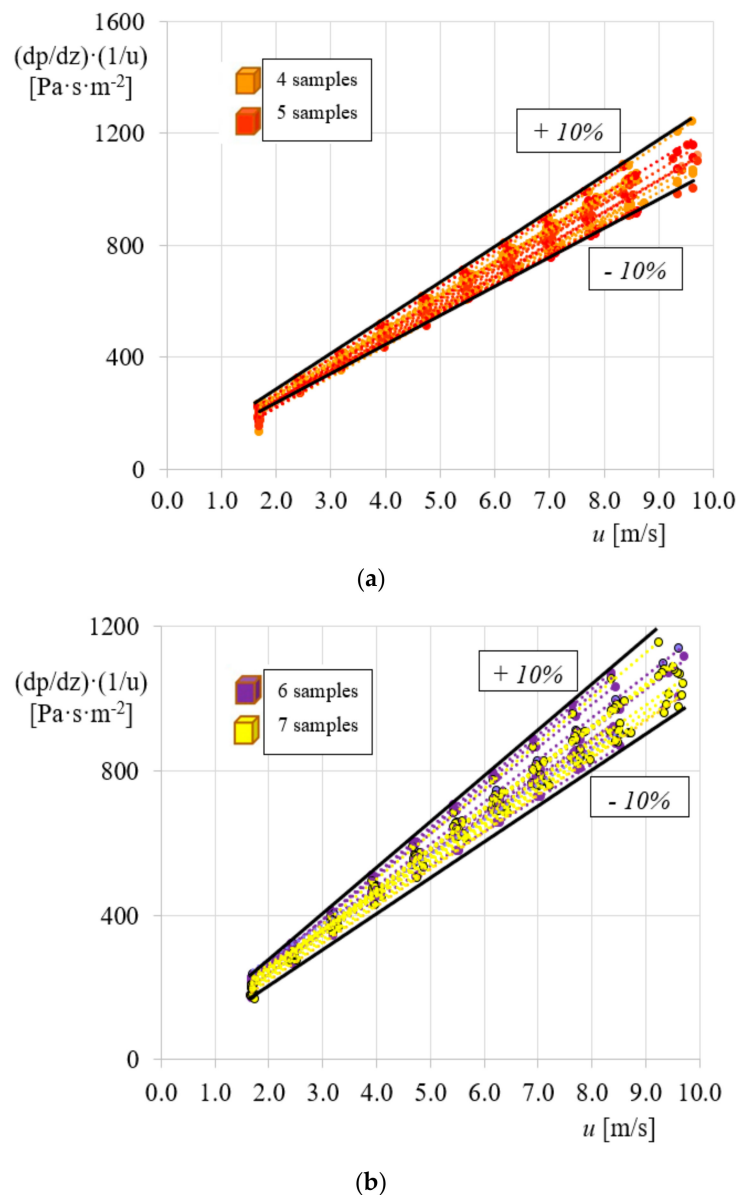 1600
(dp/dz)·(1/u)
[Pa·s·m-2]
4 samples
5 samples
1200
+ 10%
800
- 10%
400
0
0.0 1.0 2.0 3.0 4.0 5.0 6.0 7.0 8.0 9.0 10.0
u [m/s]
(a)
1200
(dp/dz)·(1/u)
[Pa·s·m-2]
6 samples
7 samples
+ 10%
800
- 10%
400
0
0.0 1.0 2.0 3.0 4.0 5.0 6.0 7.0 8.0 9.0 10.0
u [m/s]
(b)